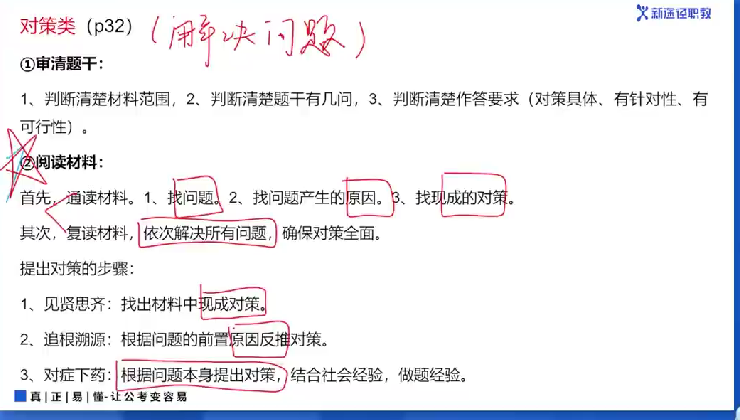 对策类（p32）（解决问题）
新途径职教
①审清题干：
1、判断清楚材料范围，2、判断清楚题干有几问，3、判断清楚作答要求（对策具体、有针对性、有
可行性）。
②阅读材料：
首先，通读材料。1、找问题。2、找问题产生的原因。3、找现成的对策。
其次，复读材料，依次解决所有问题，确保对策全面。
提出对策的步骤：
1、见贤思齐：找出材料中现成对策。
2、追根溯源：根据问题的前置原因反推对策。
3、对症下药：根据问题本身提出对策，结合社会经验，做题经验。
真|正|易|懂-让公考变容易